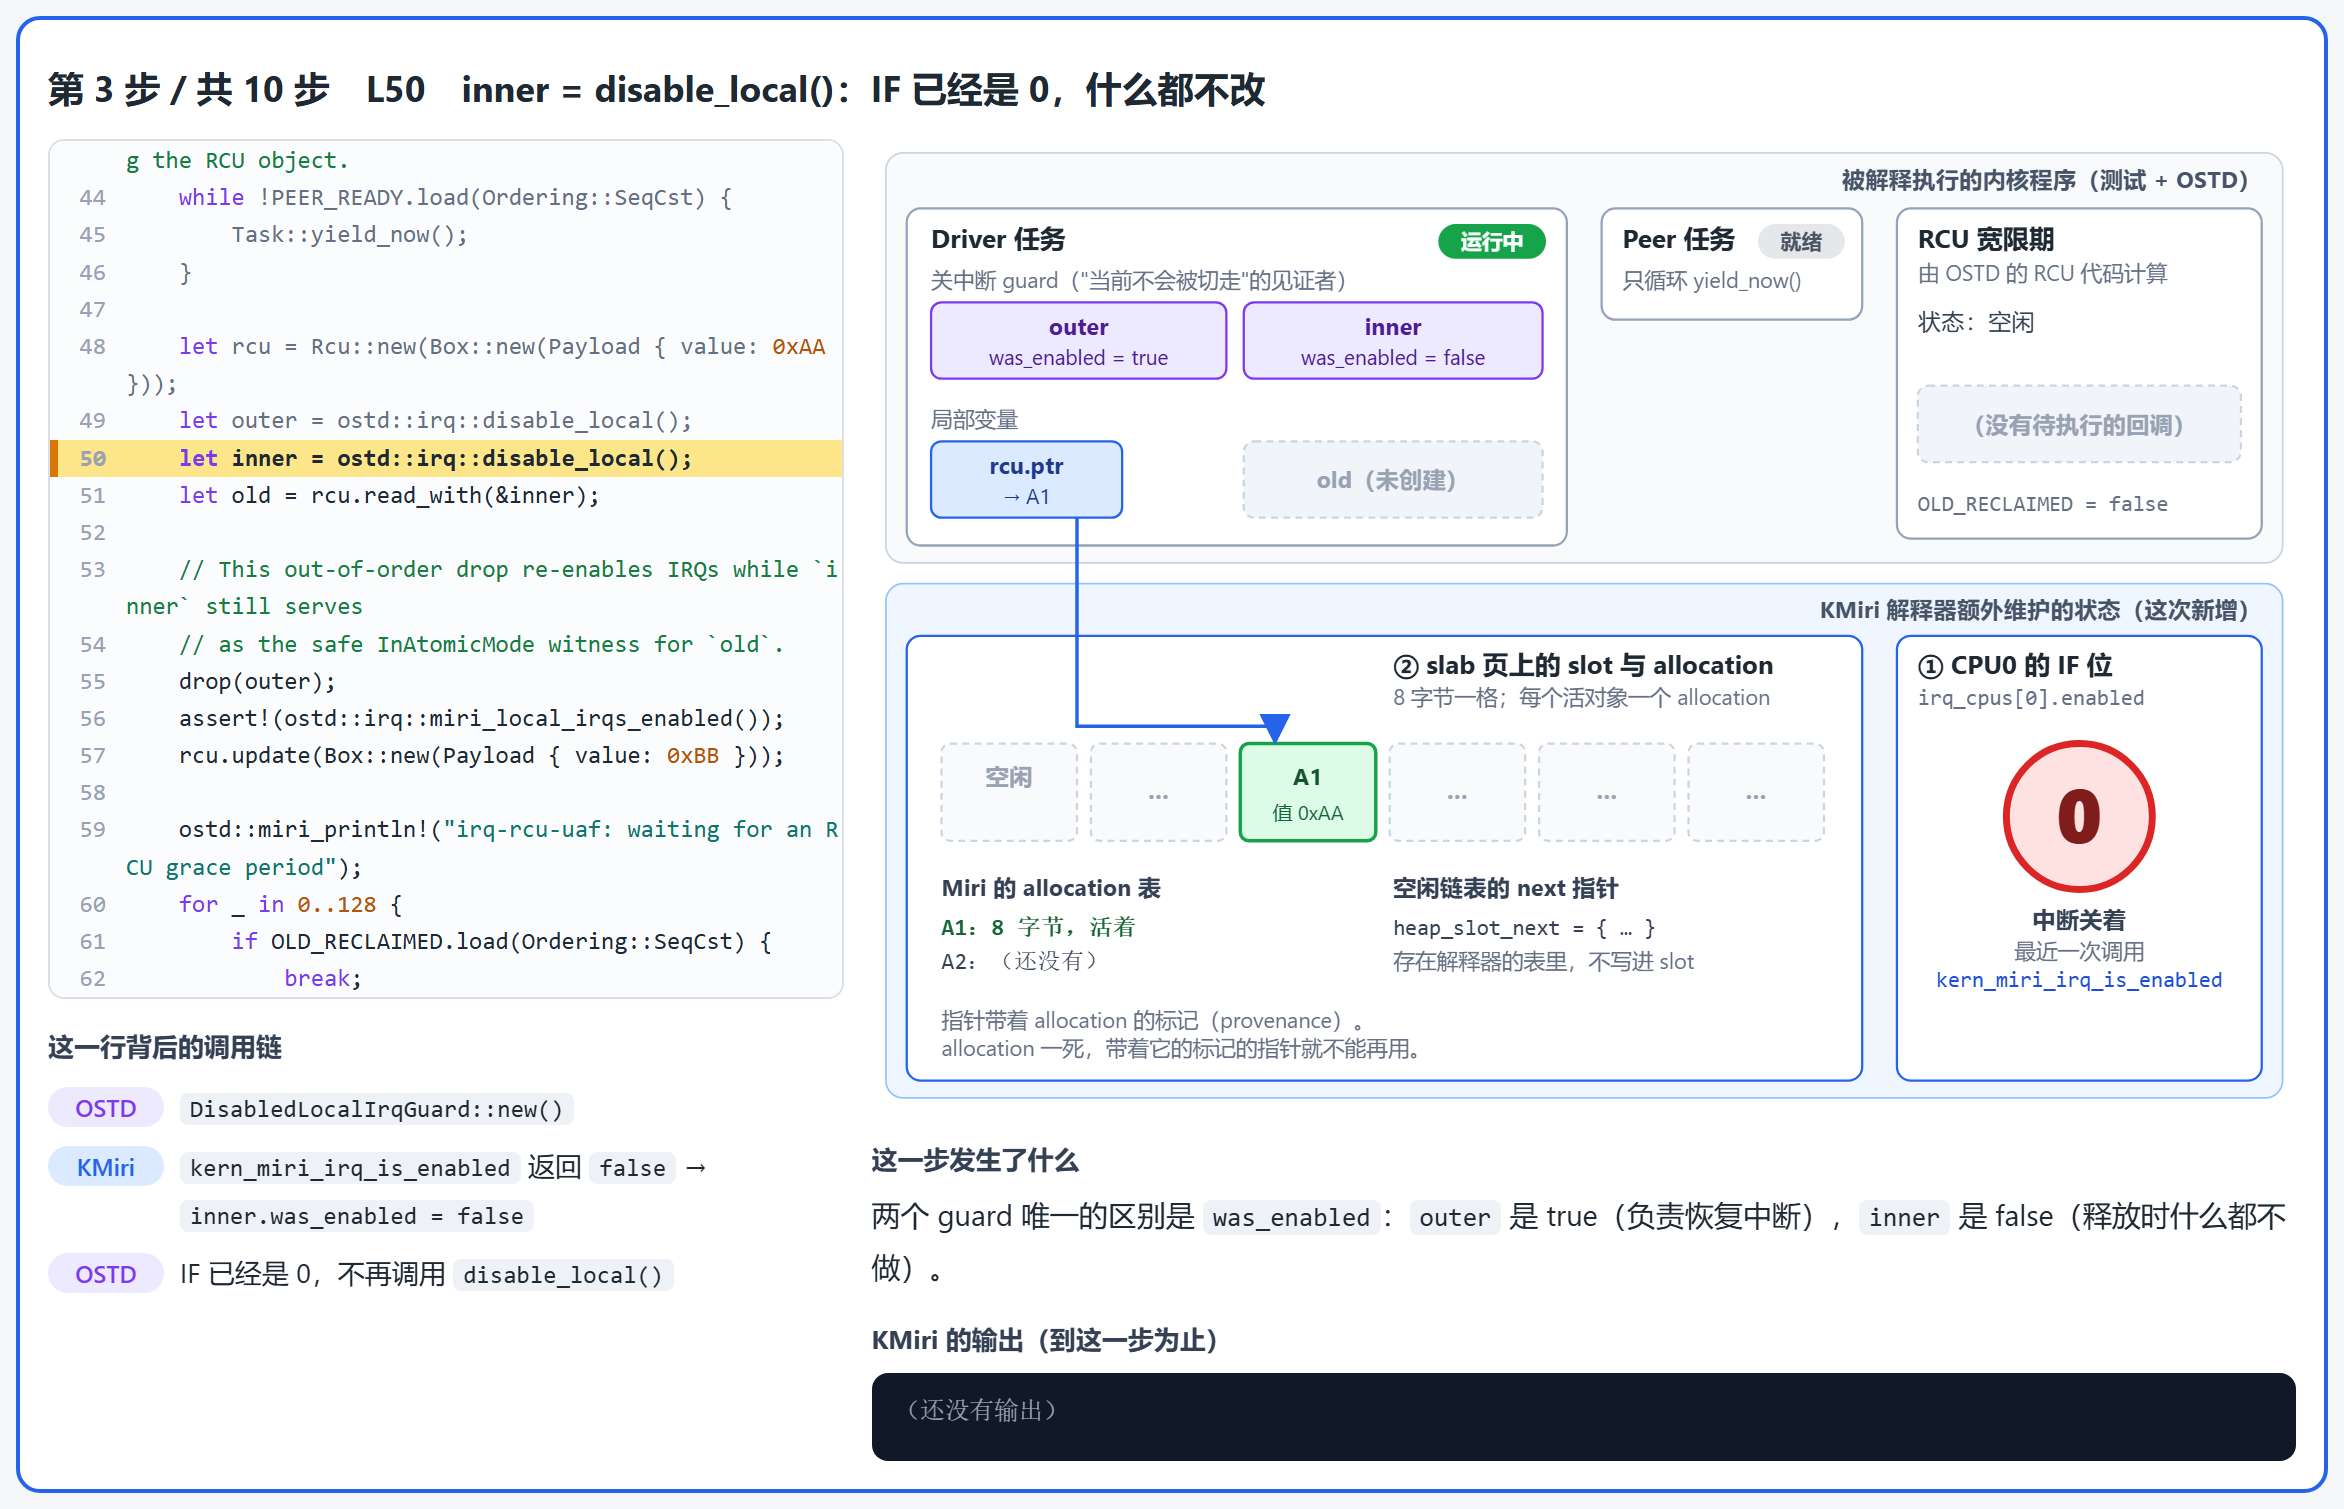 第 3 步 / 共 10 步 L50 inner = disable_local()：IF 已经是 0，什么都不改
g the RCU object.
44 while !PEER_READY.load(Ordering::SeqCst) {
45 Task::yield_now();
46 }
47
48 let rcu = Rcu::new(Box::new(Payload { value: 0xAA
}));
49 let outer = ostd::irq::disable_local();
50 let inner = ostd::irq::disable_local();
51 let old = rcu.read_with(&inner);
52
53 // This out-of-order drop re-enables IRQs while `i
nner` still serves
54 // as the safe InAtomicMode witness for `old`.
55 drop(outer);
56 assert!(ostd::irq::miri_local_irqs_enabled());
57 rcu.update(Box::new(Payload { value: 0xBB }));
58
59 ostd::miri_println!("irq-rcu-uaf: waiting for an R
CU grace period");
60 for _ in 0..128 {
61 if OLD_RECLAIMED.load(Ordering::SeqCst) {
62 break;
这一行背后的调用链
OSTD DisabledLocalIrqGuard::new()
KMiri kern_miri_irq_is_enabled 返回 false →
inner.was_enabled = false
OSTD IF 已经是 0，不再调用 disable_local()
被解释执行的内核程序（测试 + OSTD）
Driver 任务 运行中
关中断 guard（"当前不会被切走"的见证者）
outer
was_enabled = true
inner
was_enabled = false
局部变量
rcu.ptr
→ A1
old（未创建）
Peer 任务 就绪
只循环 yield_now()
RCU 宽限期
由 OSTD 的 RCU 代码计算
状态：空闲
（没有待执行的回调）
OLD_RECLAIMED = false
KMiri 解释器额外维护的状态（这次新增）
② slab 页上的 slot 与 allocation
8 字节一格；每个活对象一个 allocation
空闲
...
A1
值 0xAA
...
...
...
Miri 的 allocation 表
A1：8 字节，活着
A2：（还没有）
空闲链表的 next 指针
heap_slot_next = { … }
存在解释器的表里，不写进 slot
指针带着 allocation 的标记（provenance）。
allocation 一死，带着它的标记的指针就不能再用。
① CPU0 的 IF 位
irq_cpus[0].enabled
0
中断关着
最近一次调用
kern_miri_irq_is_enabled
这一步发生了什么
两个 guard 唯一的区别是 was_enabled：outer 是 true（负责恢复中断），inner 是 false（释放时什么都不
做）。
KMiri 的输出（到这一步为止）
（还没有输出）